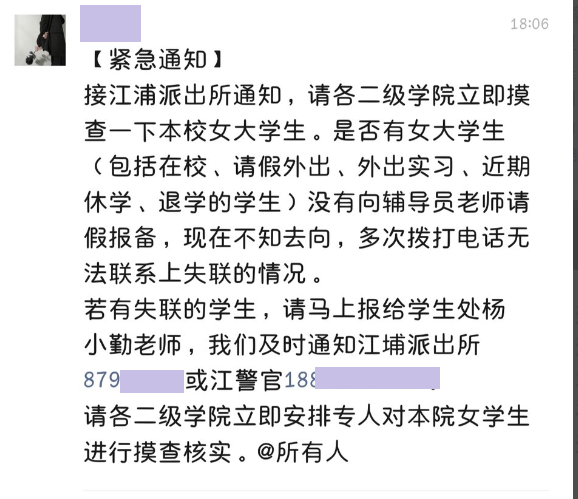 18:06
【紧急通知】
接江浦派出所通知，请各二级学院立即摸
查一下本校女大学生。是否有女大学生
（包括在校、请假外出、外出实习、近期
休学、退学的学生）没有向辅导员老师请
假报备，现在不知去向，多次拨打电话无
法联系上失联的情况。
若有失联的学生，请马上报给学生处杨
小勤老师，我们及时通知江埔派出所
879
或江警官188
请各二级学院立即安排专人对本院女学生
进行摸查核实。@所有人